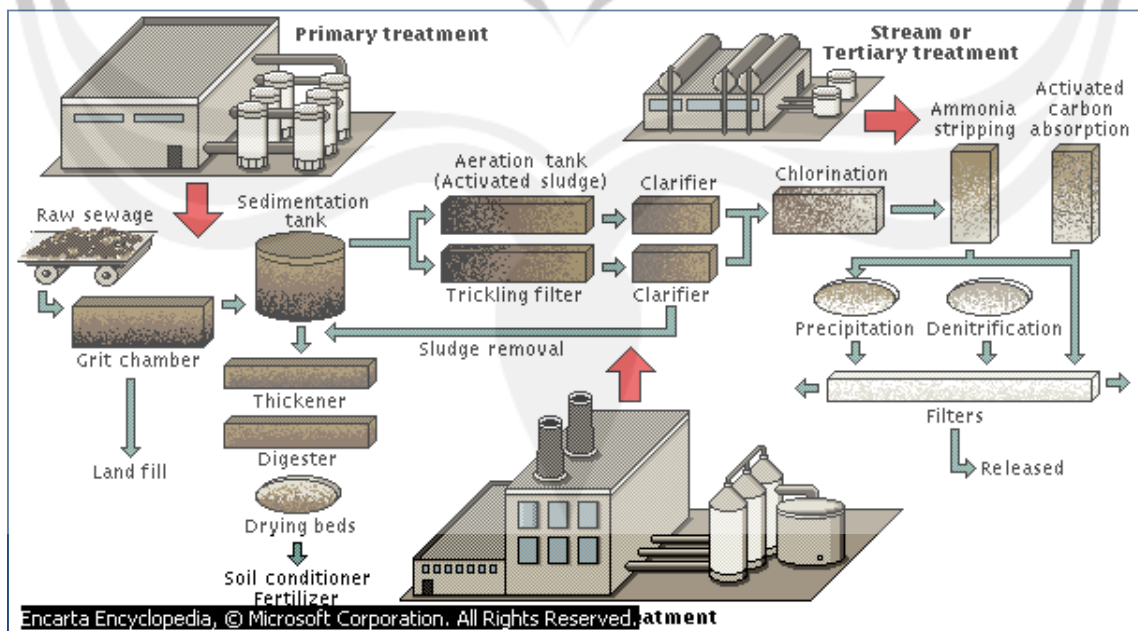 Primary treatment
Stream or
Tertiary treatment
Ammonia
stripping
Activated
carbon
absorption
Raw sewage
Sedimentation
tank
Aeration tank
(Activated sludge)
Clarifier
Chlorination
Trickling filter
Clarifier
Grit chamber
Sludge removal
Precipitation
Denitrification
Thickener
Filters
Land fill
Digester
Released
Drying beds
Soil conditioner
Fertilizer
Encarta Encyclopedia, © Microsoft Corporation. All Rights Reserved.
eatment